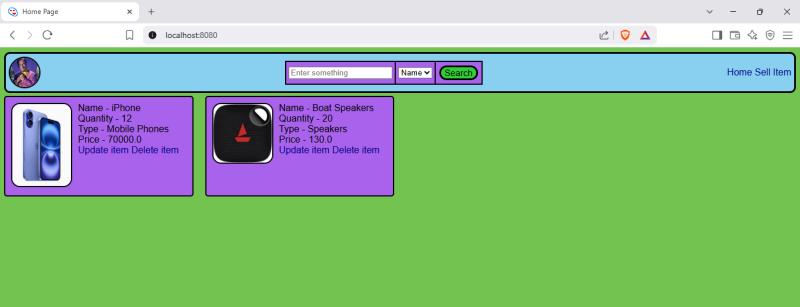 Home Page
localhost:8080
Enter something
Name
Search
Home Sell Item
Name - iPhone
Quantity - 12
Type - Mobile Phones
Price - 70000.0
Update item Delete item
Name - Boat Speakers
Quantity - 20
Type - Speakers
Price - 130.0
Update item Delete item